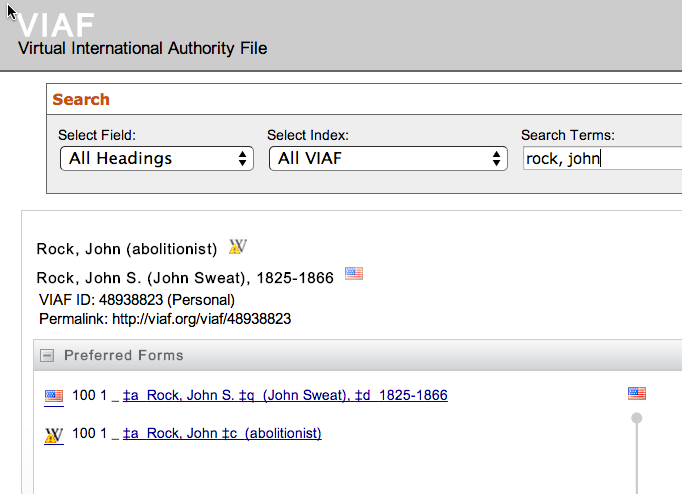 VIAF
Virtual International Authority File
Search
Select Field: Select Index: Search Terms:
All Headings All VIAF rock, john
Rock, John (abolitionist)
Rock, John S. (John Sweat), 1825-1866
VIAF ID: 48938823 (Personal)
Permalink: http://viaf.org/viaf/48938823
Preferred Forms
100 1 _ ‡a Rock, John S. ‡q (John Sweat), ‡d 1825-1866
100 1 _ ‡a Rock, John ‡c (abolitionist)